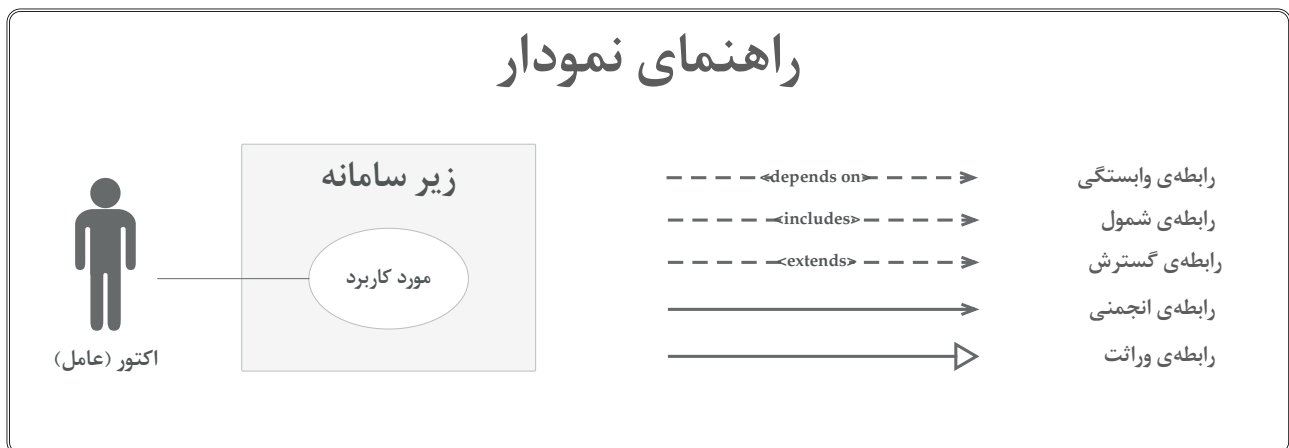 راهنمای نمودار
زیر سامانه
مورد کاربرد
اکتور (عامل)
<depends on> رابطه‌ی وابستگی
<includes> رابطه‌ی شمول
<extends> رابطه‌ی گسترش
رابطه‌ی انجمنی
رابطه‌ی وراثت